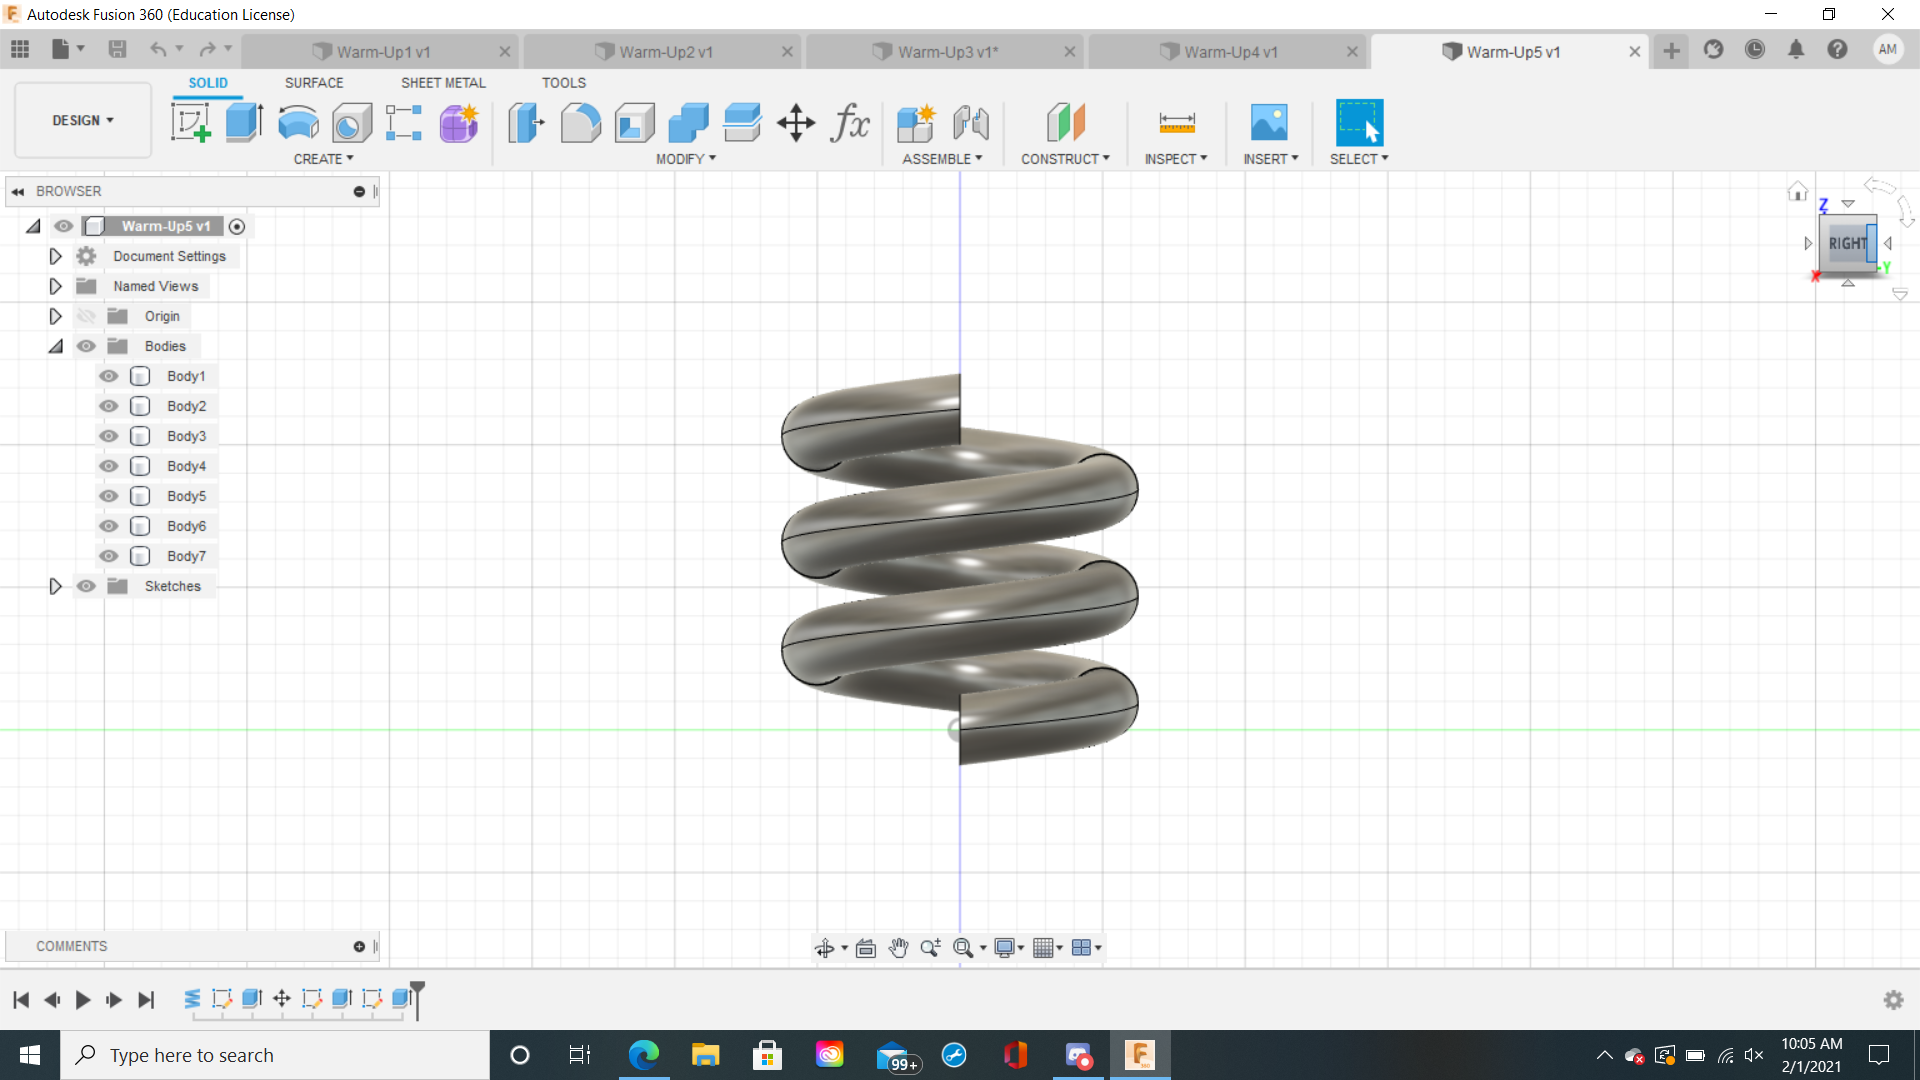 Autodesk Fusion 360 (Education License)
Warm-Up1 v1
Warm-Up2 v1
Warm-Up3 v1*
Warm-Up4 v1
Warm-Up5 v1
AM
SOLID SURFACE SHEET METAL TOOLS
DESIGN
fx
CREATE MODIFY ASSEMBLE CONSTRUCT INSPECT INSERT SELECT
BROWSER
Warm-Up5 v1
Document Settings
Named Views
Origin
Bodies
Body1
Body2
Body3
Body4
Body5
Body6
Body7
Sketches
Z
RIGHT
X
Y
COMMENTS
Type here to search
99+
10:05 AM
2/1/2021